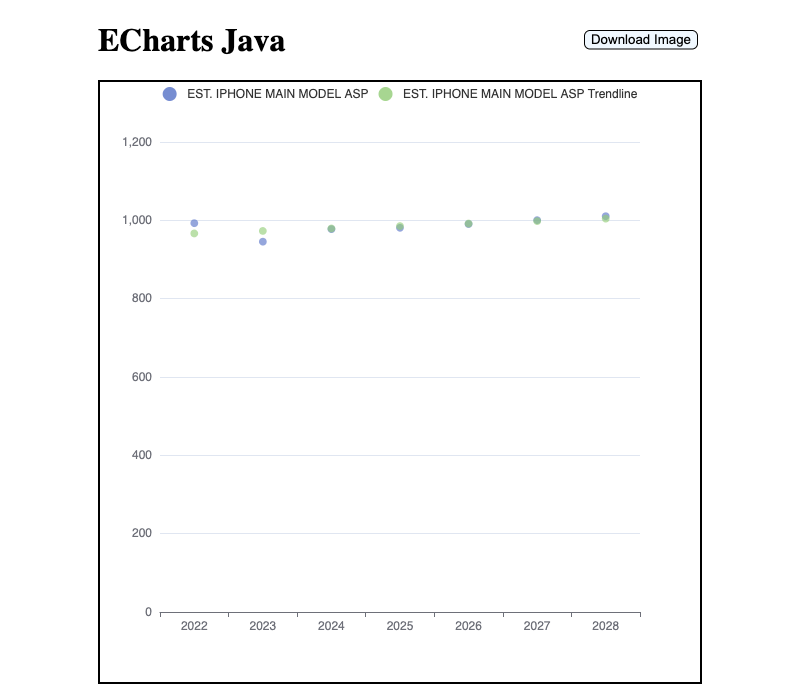 ECharts Java
Download Image
EST. IPHONE MAIN MODEL ASP
EST. IPHONE MAIN MODEL ASP Trendline
1,200
1,000
800
600
400
200
0
2022 2023 2024 2025 2026 2027 2028